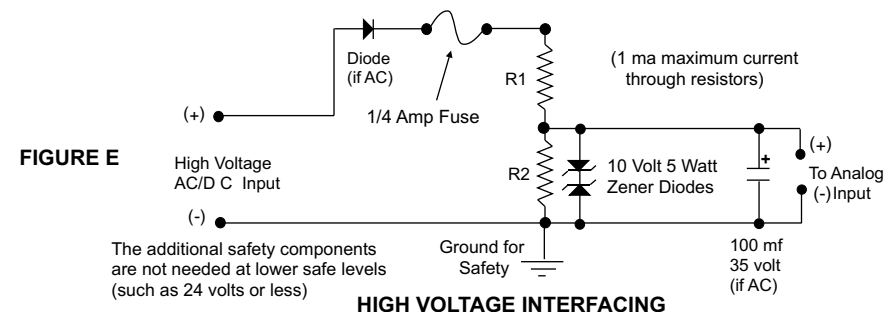 Diode
(if AC)
R1
(1 ma maximum current
through resistors)
(+)
1/4 Amp Fuse
FIGURE E
High Voltage
AC/D C Input
R2
10 Volt 5 Watt
Zener Diodes
+
(+)
To Analog
(-)Input
(-)
The additional safety components
are not needed at lower safe levels
(such as 24 volts or less)
Ground for
Safety
100 mf
35 volt
(if AC)
HIGH VOLTAGE INTERFACING